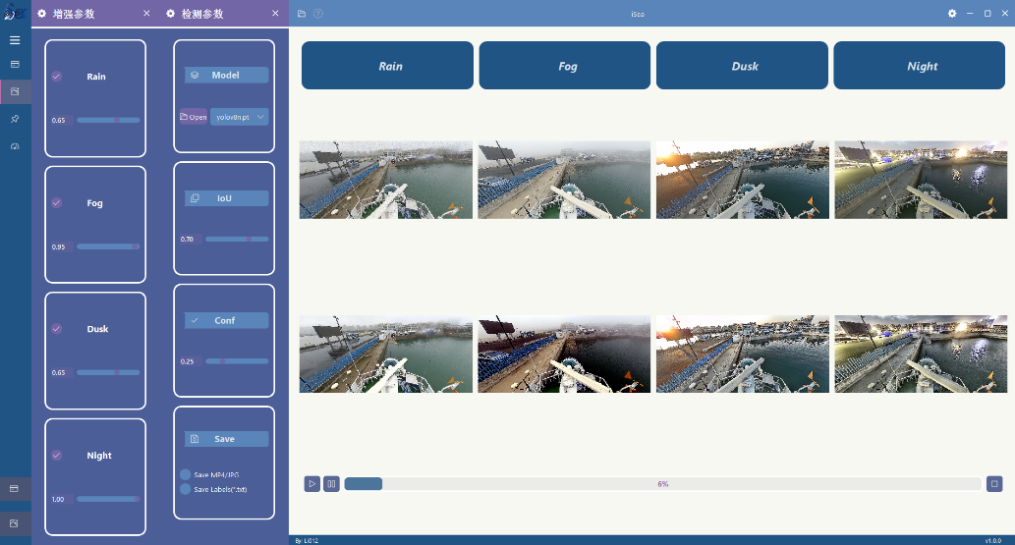 增强参数
检测参数
iSea
Rain
0.65
Fog
0.95
Dusk
0.65
Night
1.00
Model
Open
yolov8n.pt
IoU
0.70
Conf
0.25
Save
Save MP4/JPG
Save Labels(*.txt)
Rain
Fog
Dusk
Night
6%
v1.0.0